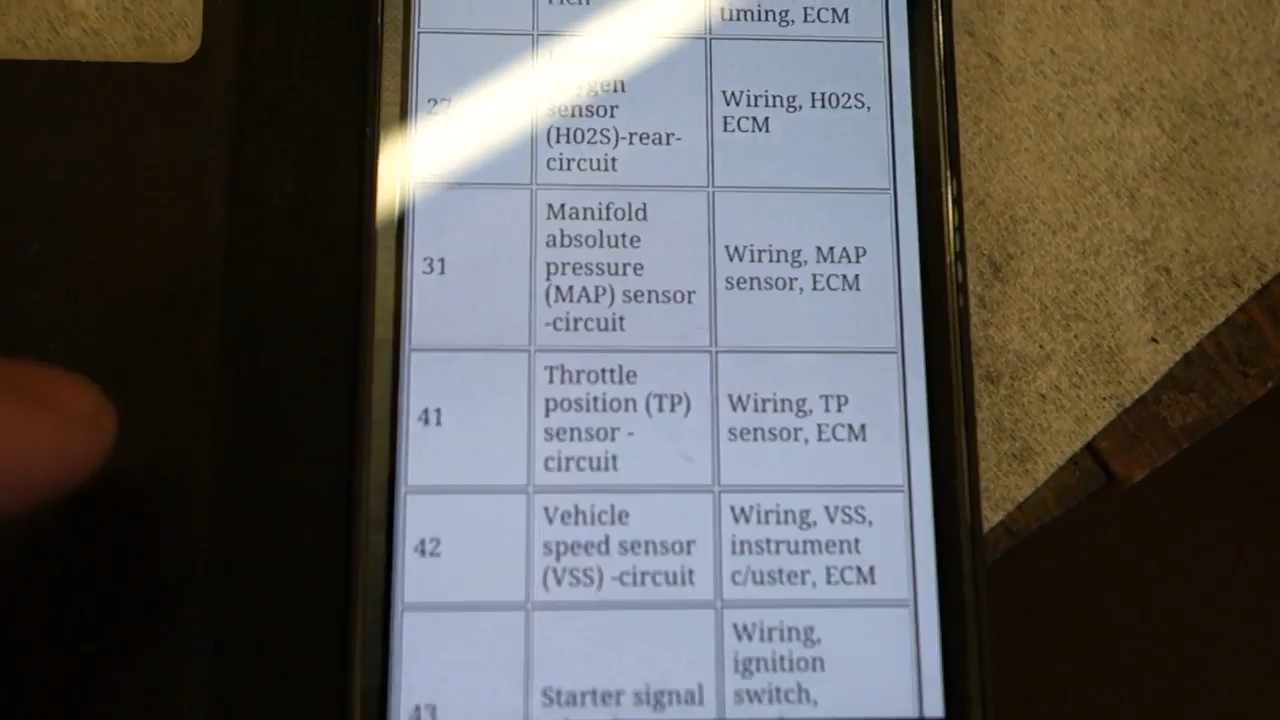 timing, ECM
sensor
(H02S)-rear-
circuit
Wiring, H02S,
ECM
31
Manifold
absolute
pressure
(MAP) sensor
-circuit
Wiring, MAP
sensor, ECM
41
Throttle
position (TP)
sensor -
circuit
Wiring, TP
sensor, ECM
42
Vehicle
speed sensor
(VSS) -circuit
Wiring, VSS,
instrument
c/uster, ECM
43
Starter signal
Wiring,
ignition
switch,